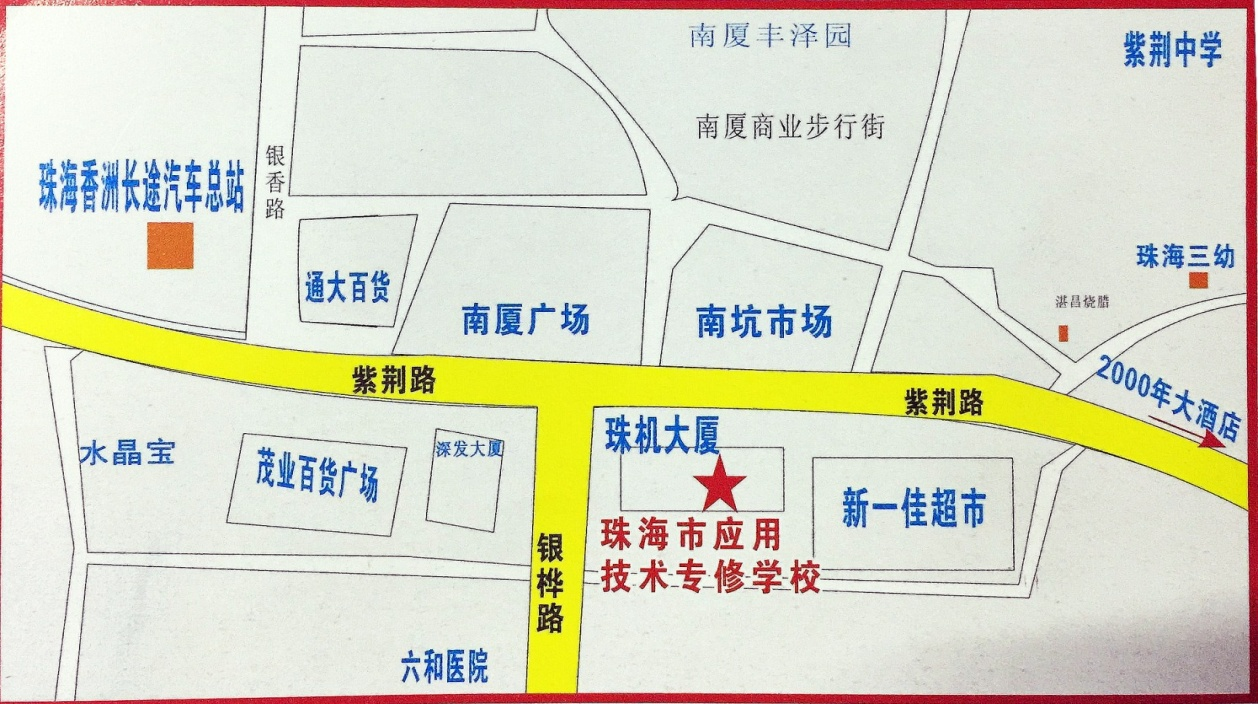 南厦丰泽园
紫荆中学
南厦商业步行街
银香路
珠海香洲长途汽车总站
珠海三幼
通大百货
湛昌烧腊
南厦广场
南坑市场
紫荆路
紫荆路
2000年大酒店
珠机大厦
水晶宝
茂业百货广场
深发大厦
新一佳超市
珠海市应用
技术专修学校
银桦路
六和医院